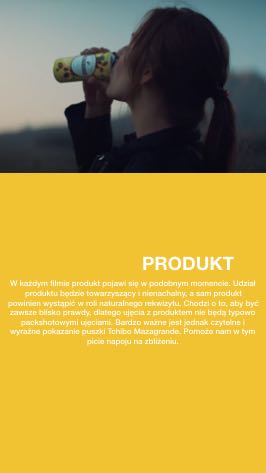 PRODUKT
W każdym filmie produkt pojawi się w podobnym momencie. Udział
produktu będzie towarzyszący i nienachalny, a sam produkt
powinien wystąpić w roli naturalnego rekwizytu. Chodzi o to, aby być
zawsze blisko prawdy, dlatego ujęcia z produktem nie będą typowo
packshotowymi ujęciami. Bardzo ważne jest jednak czytelne i
wyraźne pokazanie puszki Tchibo Mazagrande. Pomoże nam w tym
picie napoju na zbliżeniu.